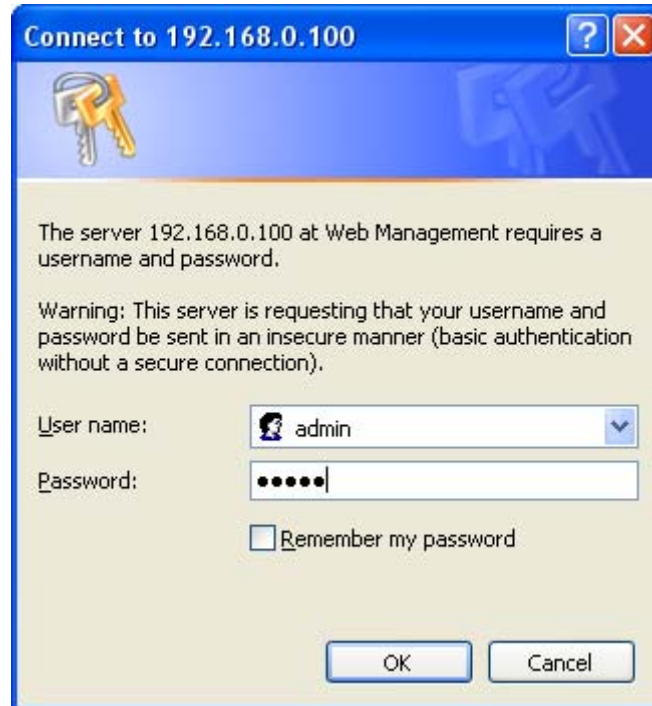 Connect to 192.168.0.100
The server 192.168.0.100 at Web Management requires a
username and password.
Warning: This server is requesting that your username and
password be sent in an insecure manner (basic authentication
without a secure connection).
User name:
admin
Password:
•••••
Remember my password
OK
Cancel